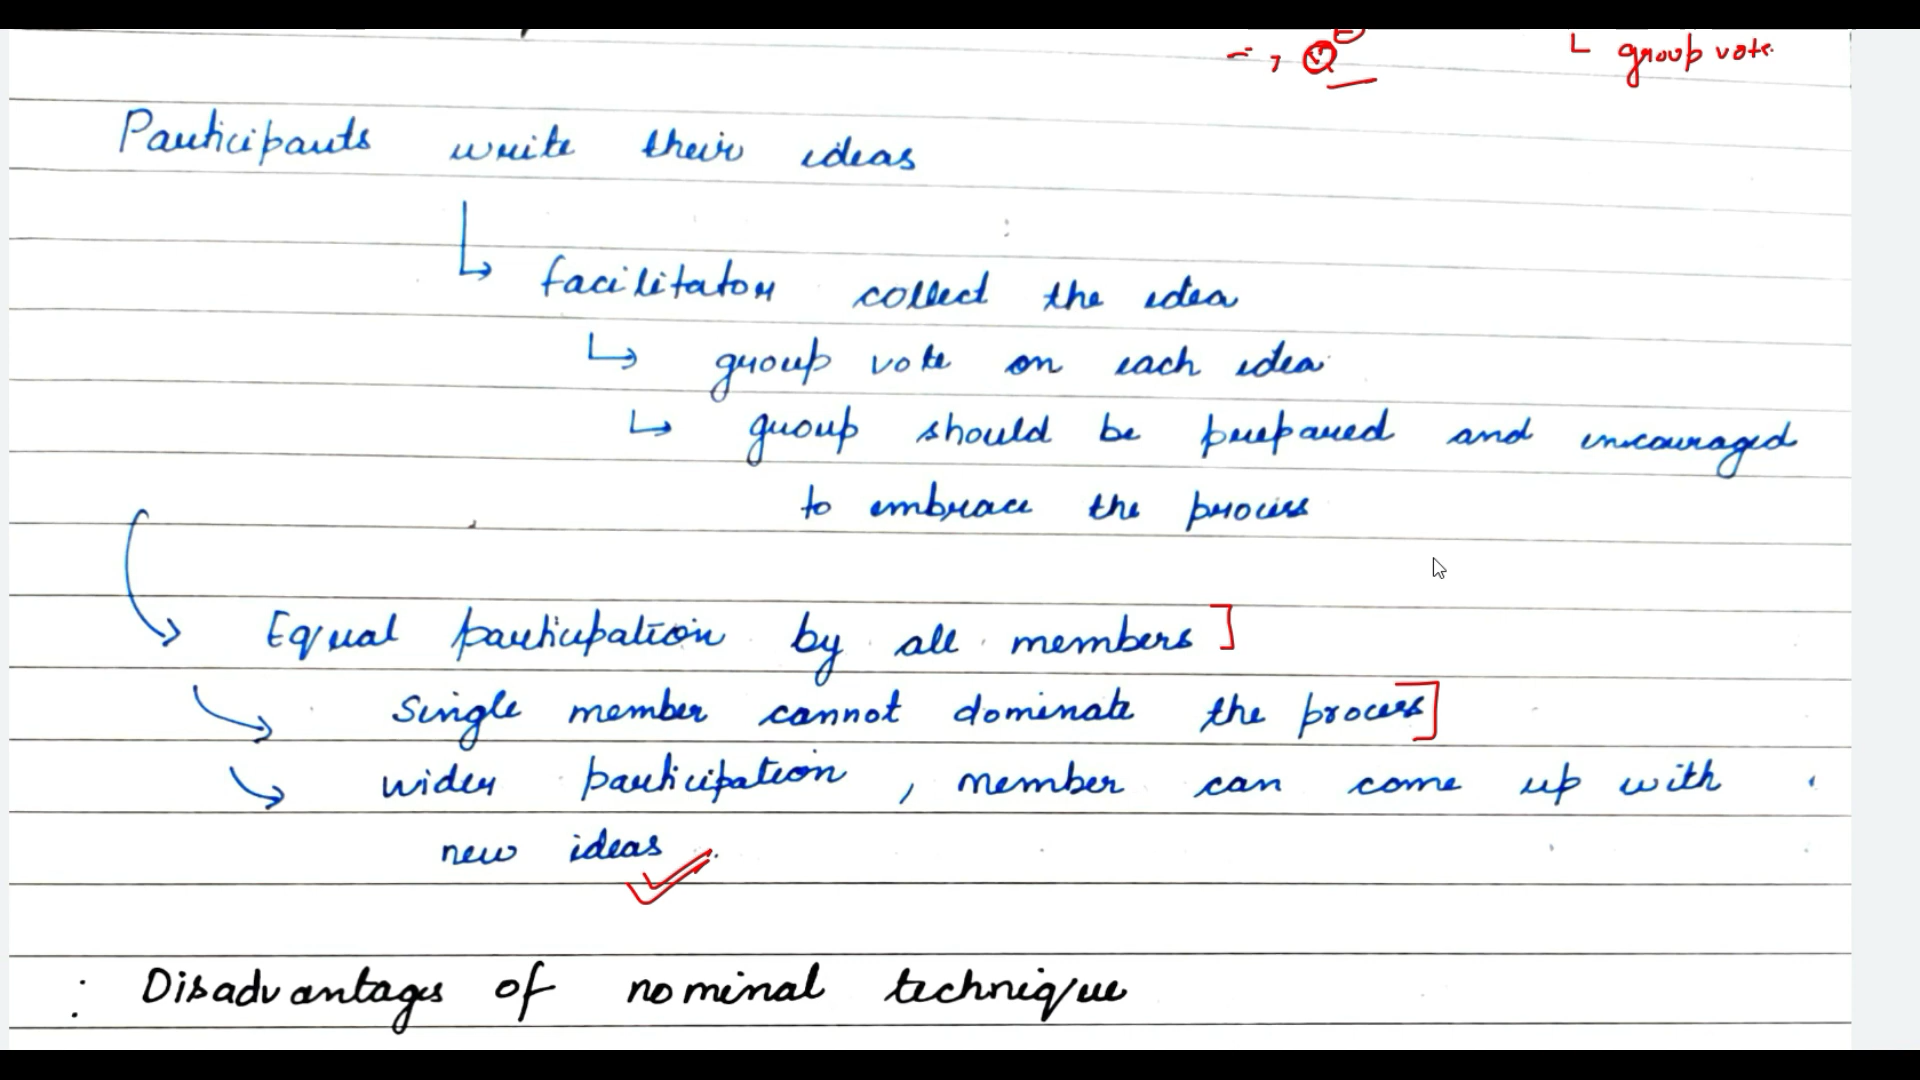 group vote.
Participants write their ideas
facilitator collect the idea
group vote on each idea
group should be prepared and encouraged
to embrace the process
Equal participation by all members
Single member cannot dominate the process
wider participation, member can come up with
new ideas
: Disadvantages of nominal technique